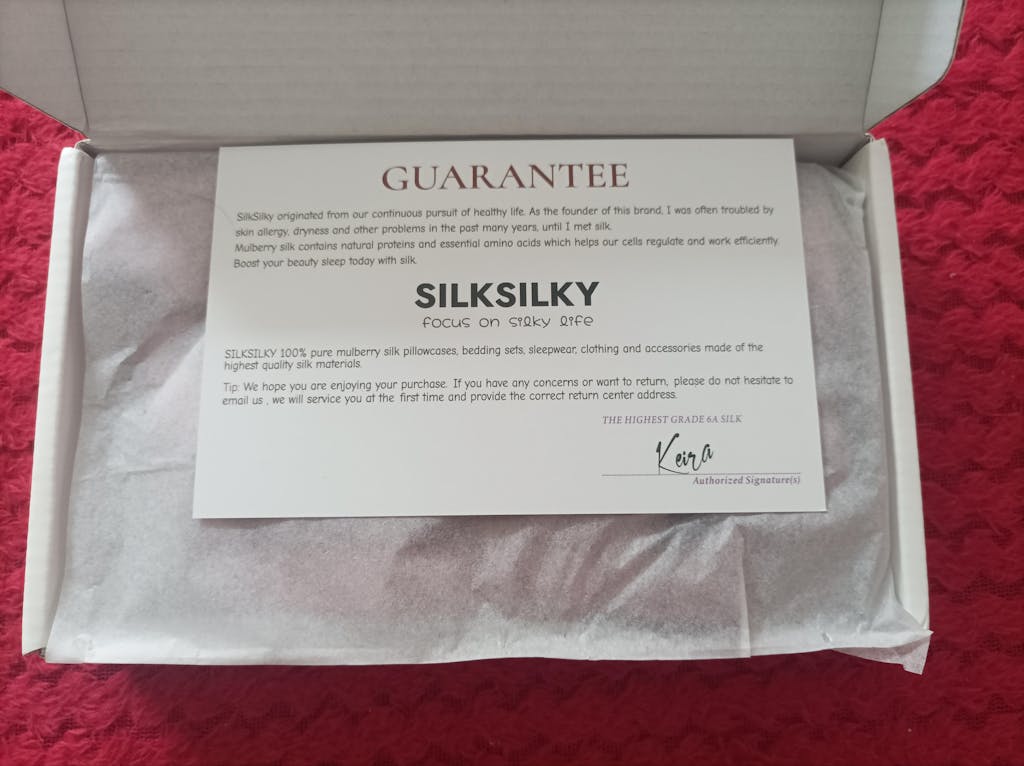 GUARANTEE
SilkSilky originated from our continuous pursuit of healthy life. As the founder of this brand, I was often troubled by
skin allergy, dryness and other problems in the past many years, until I met silk.
Mulberry silk contains natural proteins and essential amino acids which helps our cells regulate and work efficiently.
Boost your beauty sleep today with silk.
SILKSILKY
focus on silky life
SILKSILKY 100% pure mulberry silk pillowcases, bedding sets, sleepwear, clothing and accessories made of the
highest quality silk materials.
Tip: We hope you are enjoying your purchase. If you have any concerns or want to return, please do not hesitate to
email us , we will service you at the first time and provide the correct return center address.
THE HIGHEST GRADE 6A SILK
Keira
Authorized Signature(s)